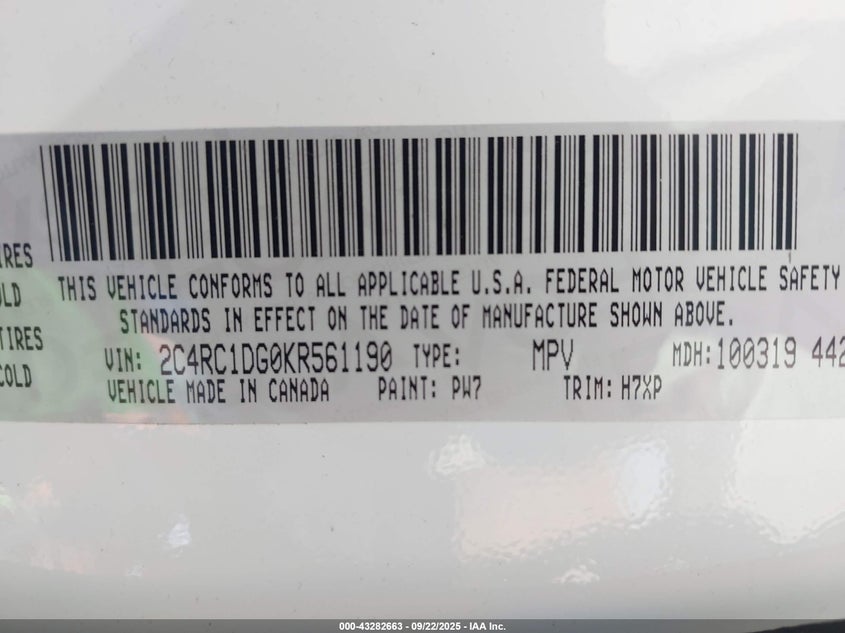 IRES
OLD
TIRES
COLD
THIS VEHICLE CONFORMS TO ALL APPLICABLE U.S.A. FEDERAL MOTOR VEHICLE SAFETY
STANDARDS IN EFFECT ON THE DATE OF MANUFACTURE SHOWN ABOVE.
VIN: 2C4RC1DG0KR561190 TYPE: MPV MDH:100319 442
VEHICLE MADE IN CANADA PAINT: PW7 TRIM: H7XP
000-43282663 - 09/22/2025 - IAA Inc.